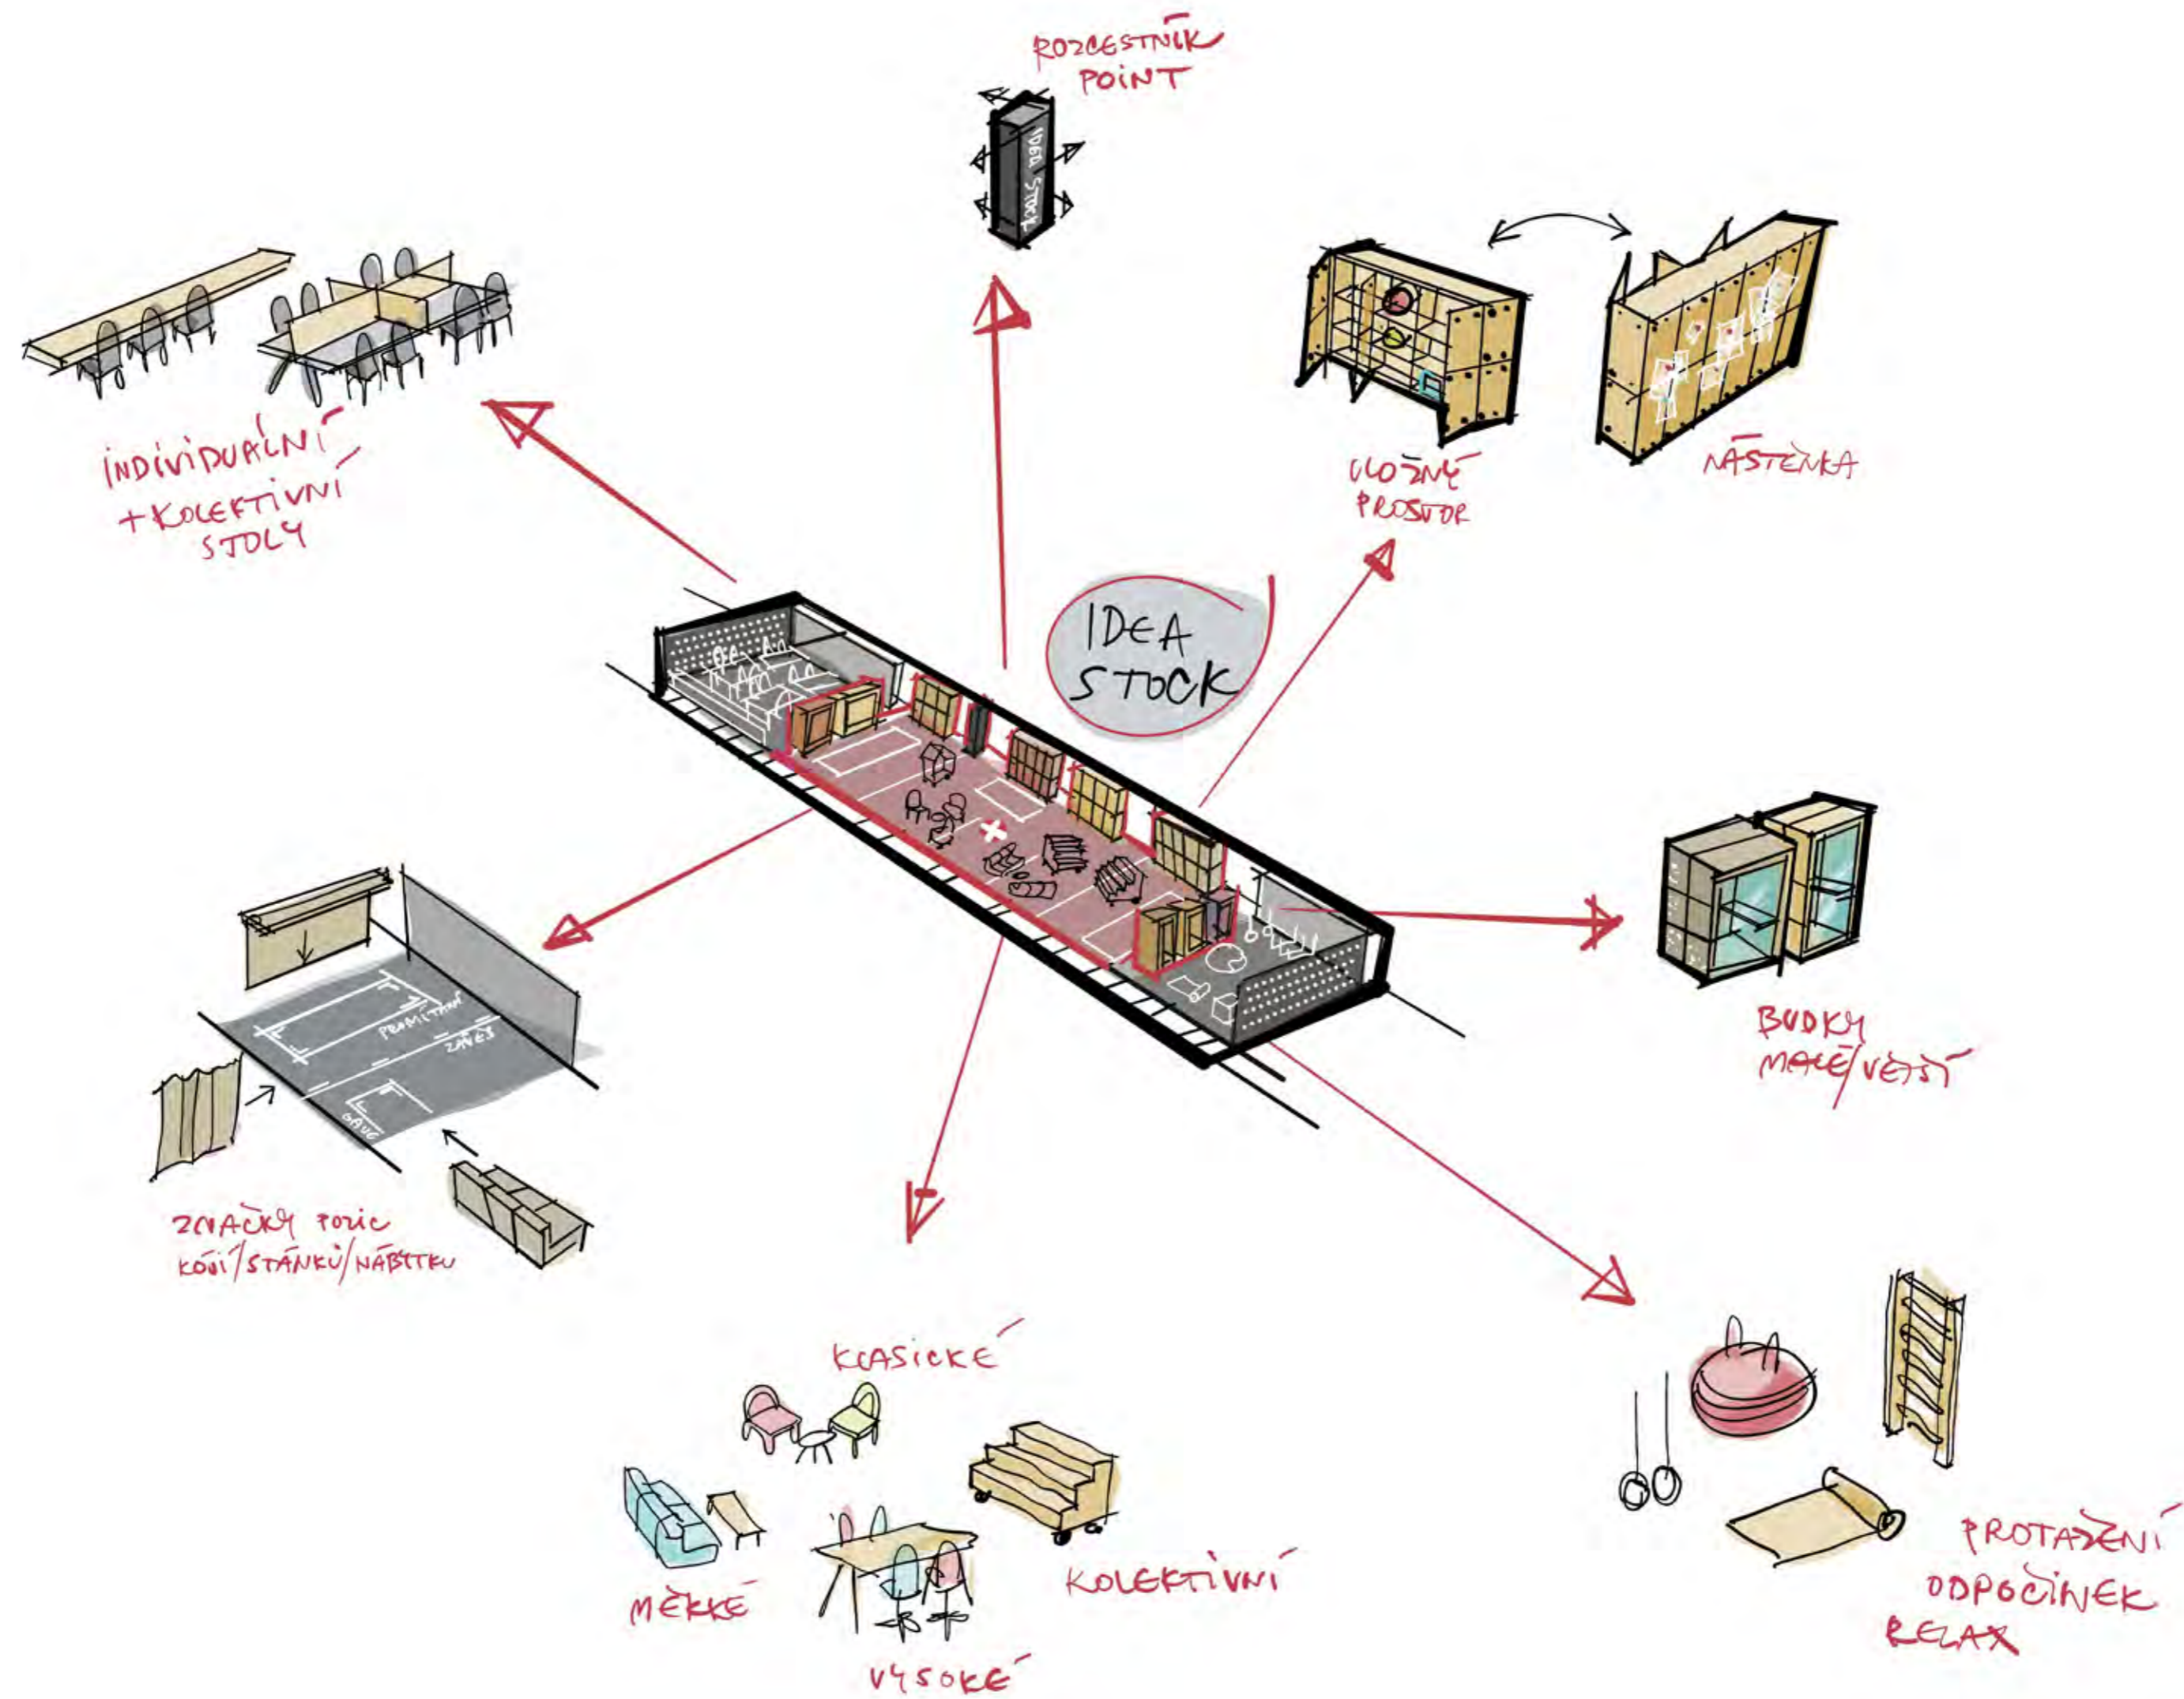 ROZCESTNÍK
POINT
IDEA STOCK
INDIVIDUÁLNÍ
+ KOLEKTIVNÍ
STOLY
ÚLOŽNÝ
PROSTOR
NÁSTĚNKA
IDEA
STOCK
BUDKY
MALÉ/VĚTŠÍ
PROMÍTÁNÍ
ZÁVĚS
GAUČ
ZNAČKY POZIC
KÓJÍ/STÁNKŮ/NÁBYTKU
KLASICKÉ
MĚKKÉ
KOLEKTIVNÍ
VYSOKÉ
PROTAŽENÍ
ODPOČINEK
RELAX